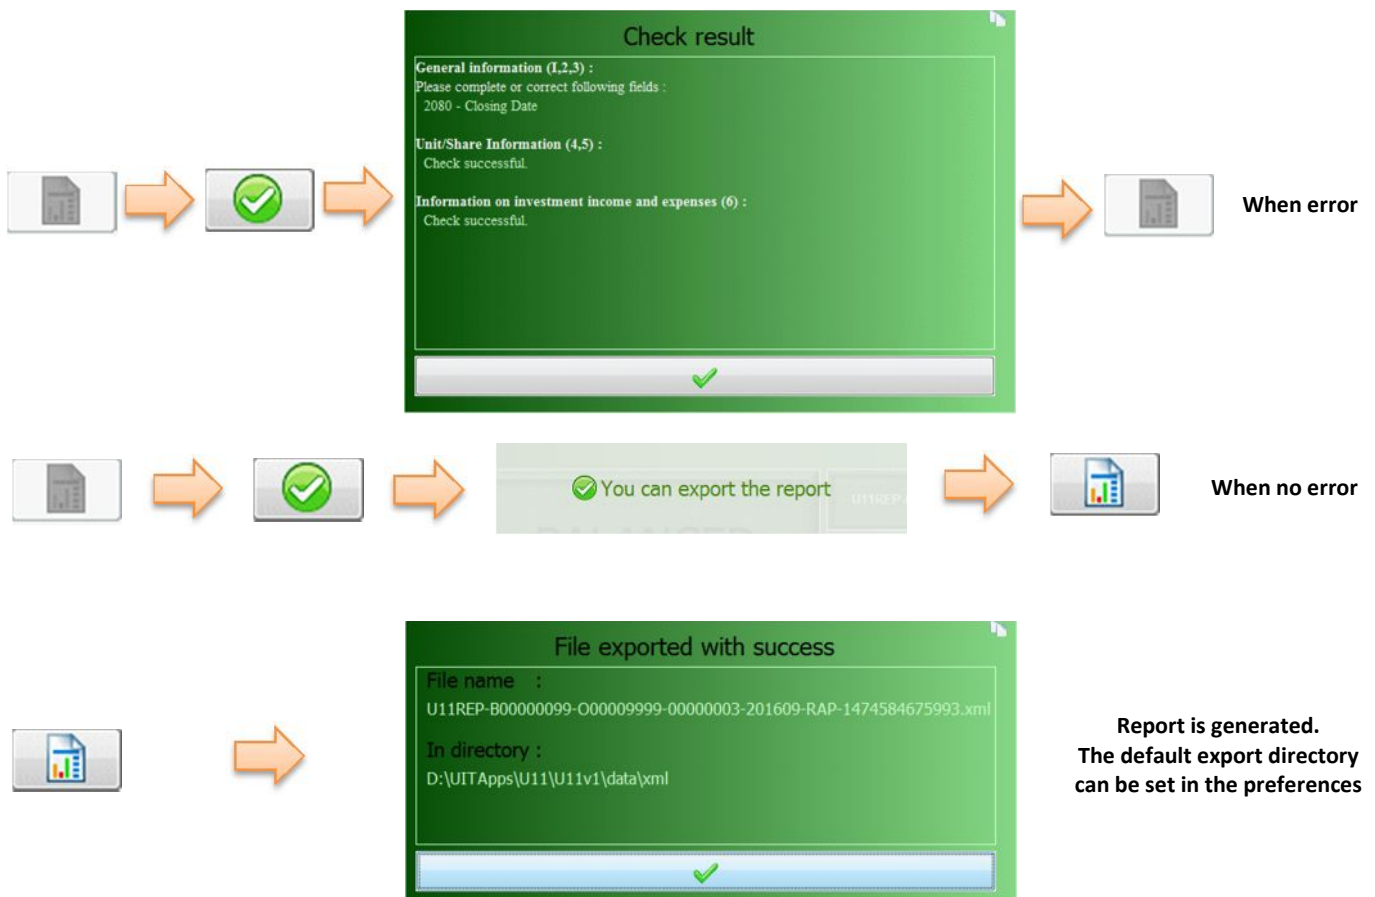 Check result
General information (1,2,3) :
Please complete or correct following fields :
2080 - Closing Date
Unit/Share Information (4,5) :
Check successful.
Information on investment income and expenses (6) :
Check successful.
When error
You can export the report
U11REP
BALANCED
When no error
File exported with success
File name :
U11REP-B00000099-O00009999-00000003-201609-RAP-1474584675993.xml
In directory :
D:\UITApps\U11\U11v1\data\xml
Report is generated.
The default export directory
can be set in the preferences